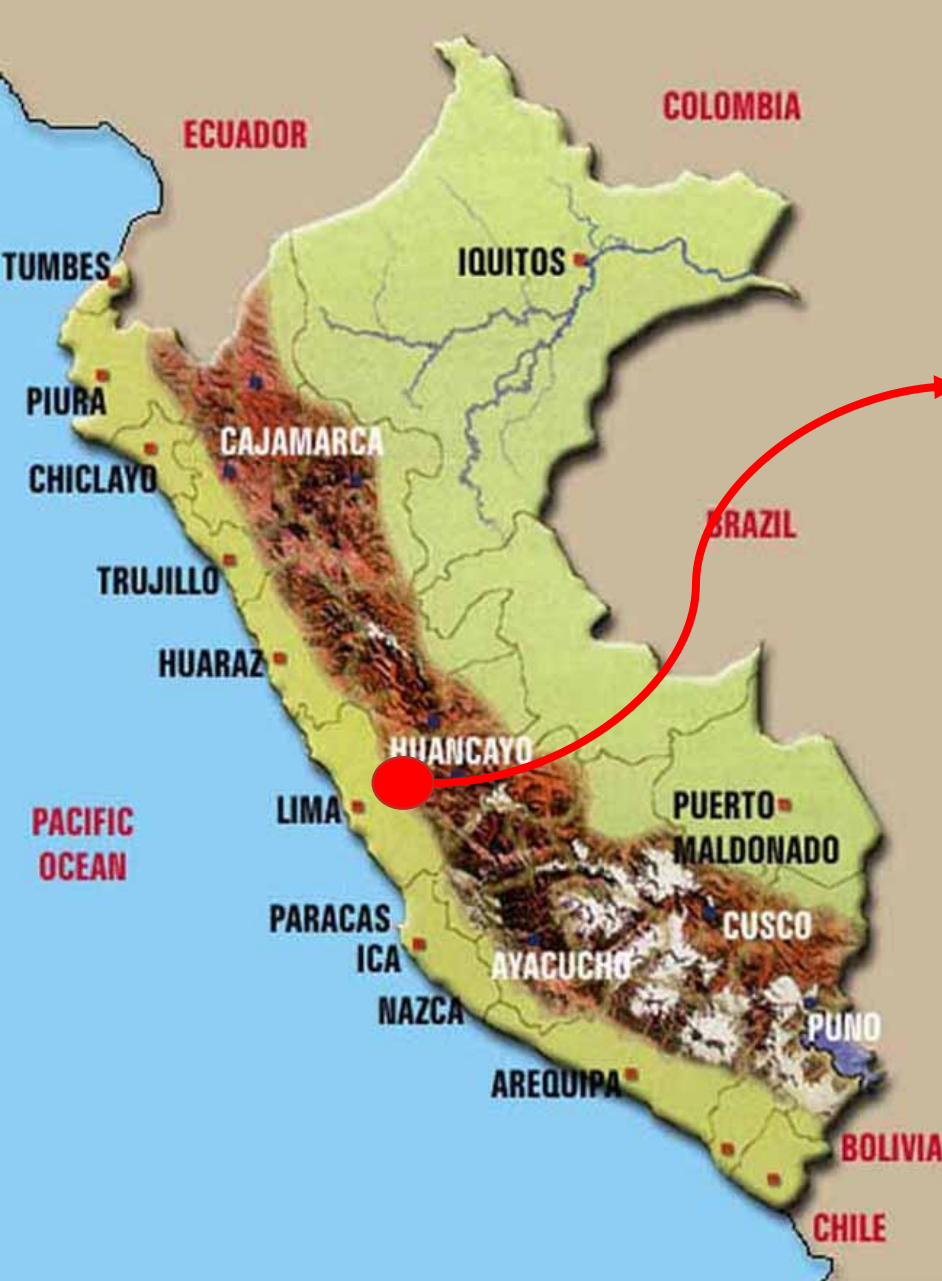 COLOMBIA
ECUADOR
IQUITOS
TUMBES
PIURA
CAJAMARCA
CHICLAYO
BRAZIL
TRUJILLO
HUARAZ
HUANCAYO
LIMA
PUERTO
MALDONADO
PACIFIC
OCEAN
PARACAS
ICA
CUSCO
AYACUCHO
NAZCA
PUNO
AREQUIPA
BOLIVIA
CHILE